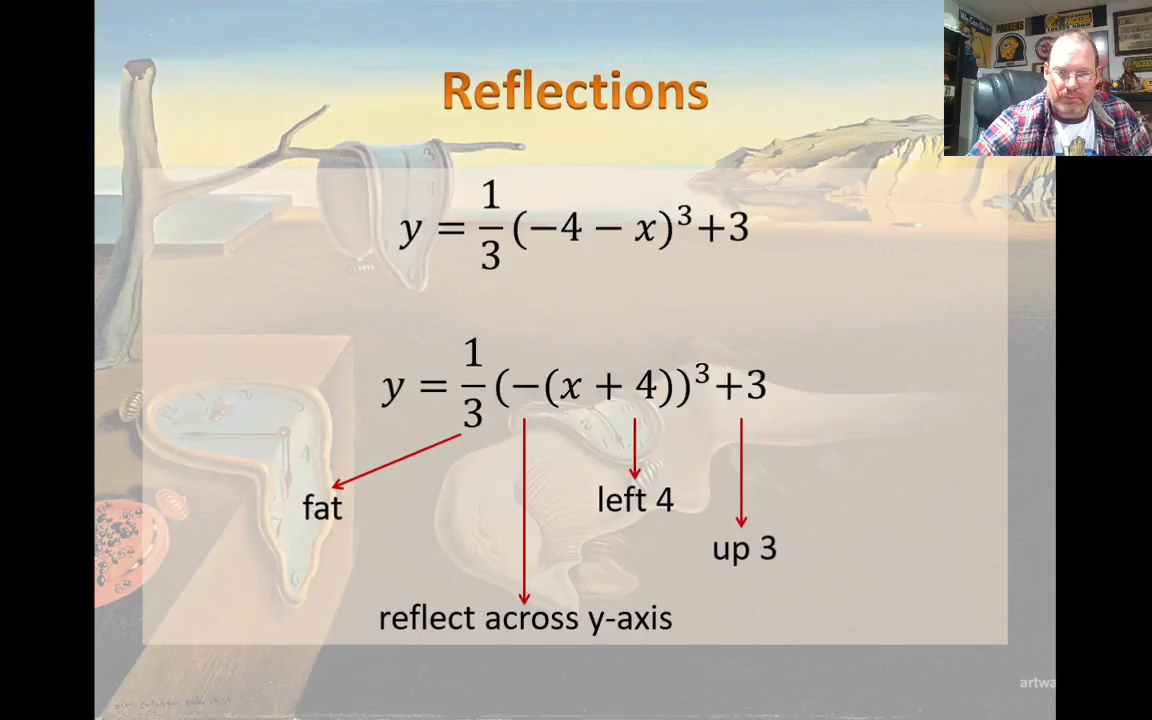 Reflections
y = 1/3 (−4 − x)³+3
y = 1/3 (−(x + 4))³+3
fat
left 4
up 3
reflect across y-axis
artwa
PACKERS